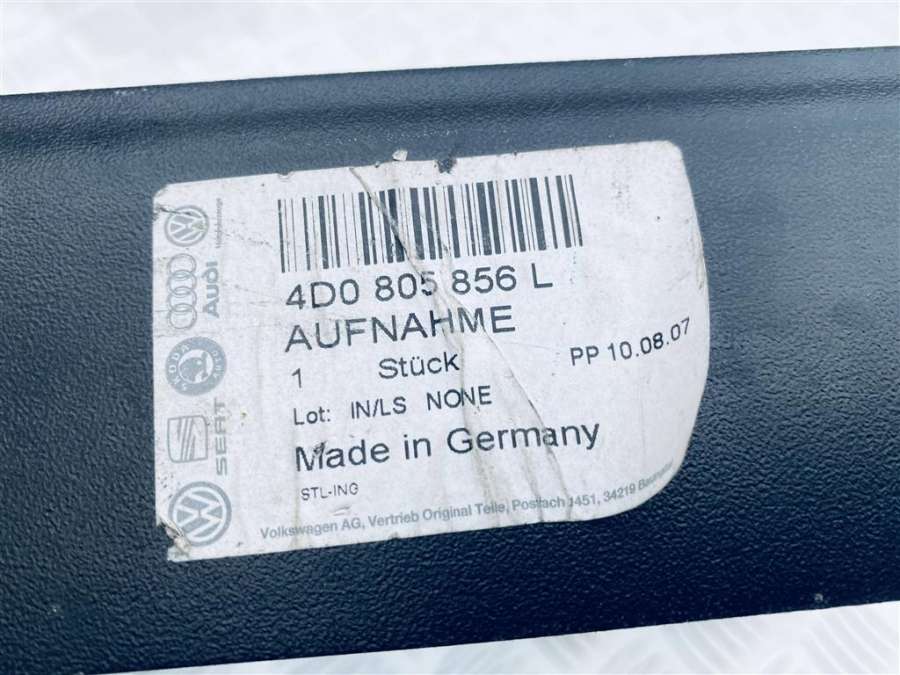 4D0 805 856 L
AUFNAHME
1 Stück
PP 10.08.07
Lot: IN/LS NONE
Made in Germany
STL-ING
Volkswagen AG, Vertrieb Original Teile, Postfach 1451, 34219
Audi
SKODA
SEAT